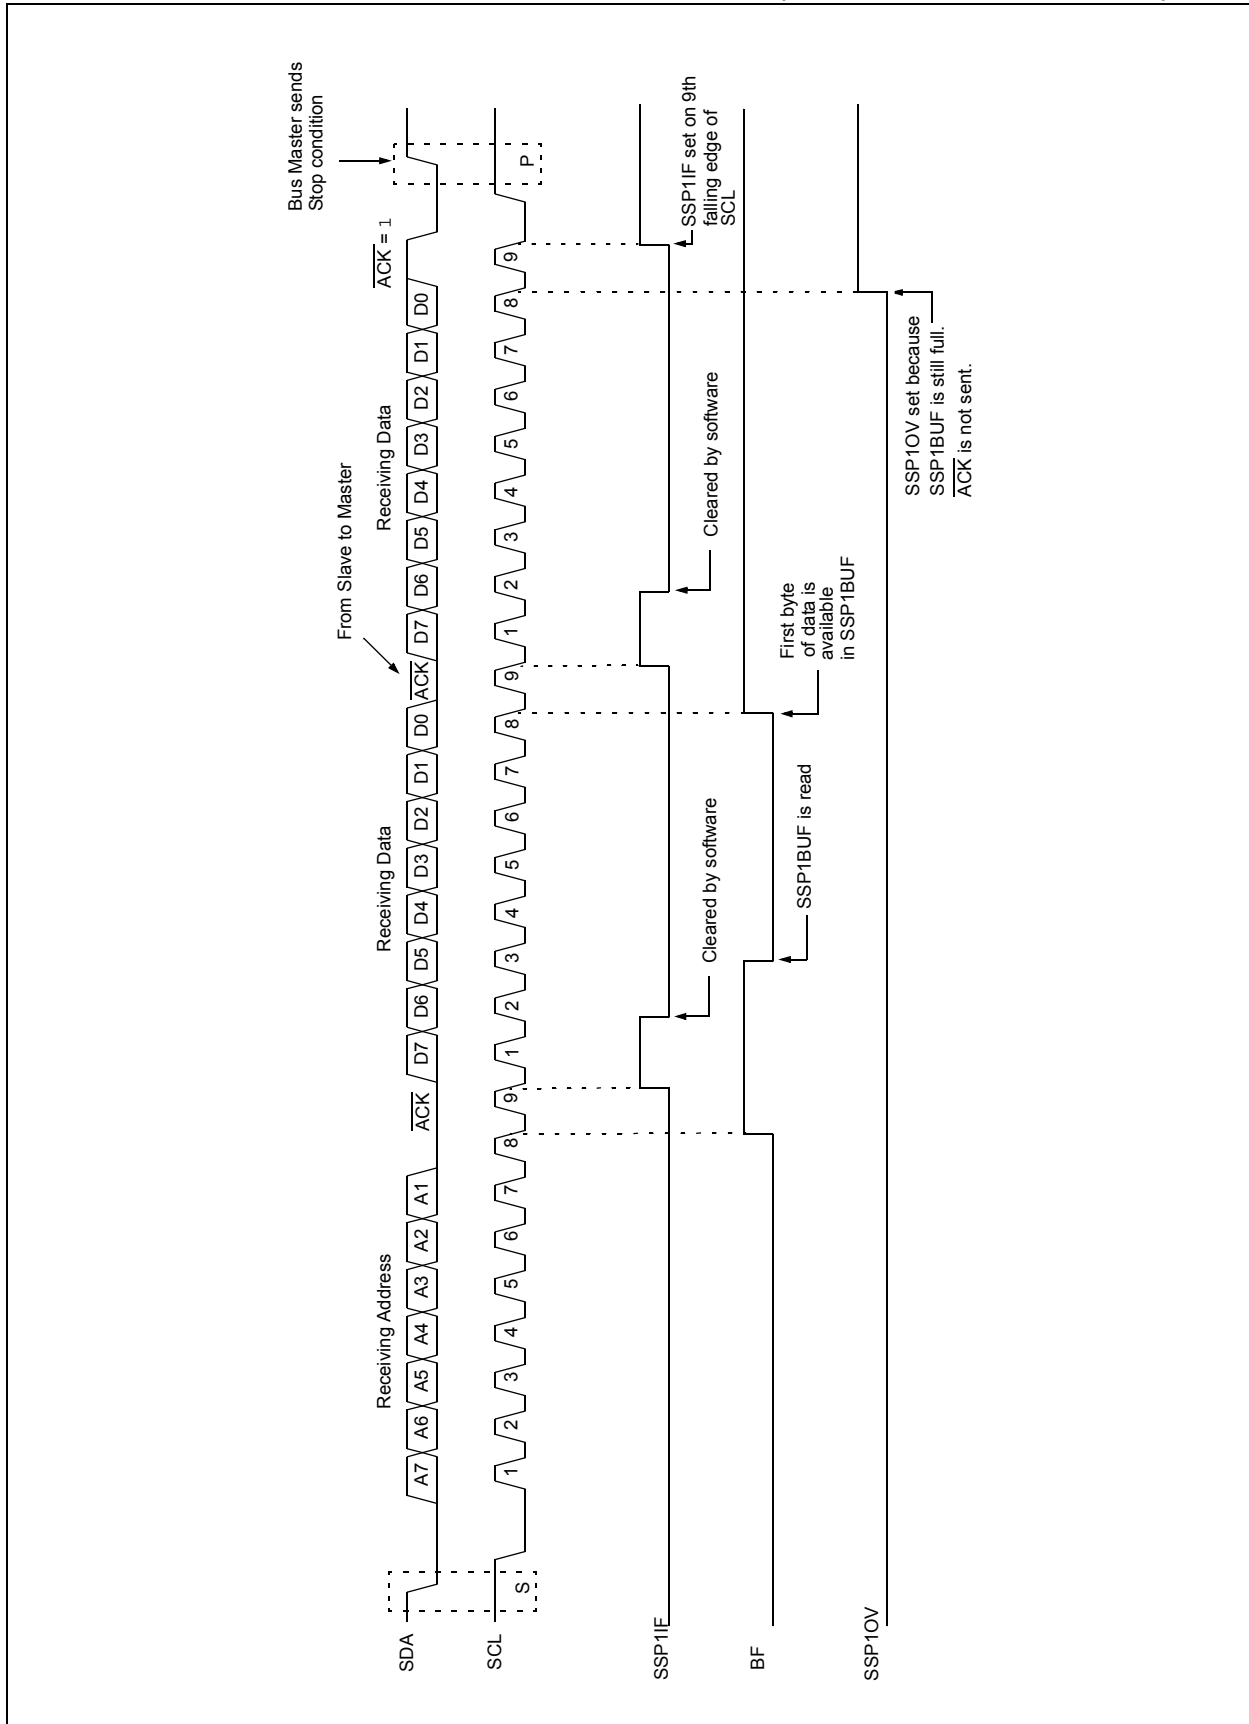 Bus Master sends
Stop condition
From Slave to Master
Receiving Address
Receiving Data
Receiving Data
ACK = 1
SDA
A7 A6 A5 A4 A3 A2 A1
ACK
D7 D6 D5 D4 D3 D2 D1 D0
ACK
D7 D6 D5 D4 D3 D2 D1 D0
SCL
S
1 2 3 4 5 6 7 8 9
1 2 3 4 5 6 7 8 9
1 2 3 4 5 6 7 8 9
P
SSP1IF
Cleared by software
Cleared by software
SSP1IF set on 9th
falling edge of
SCL
BF
SSP1BUF is read
First byte
of data is
available
in SSP1BUF
SSP1OV
SSP1OV set because
SSP1BUF is still full.
ACK is not sent.